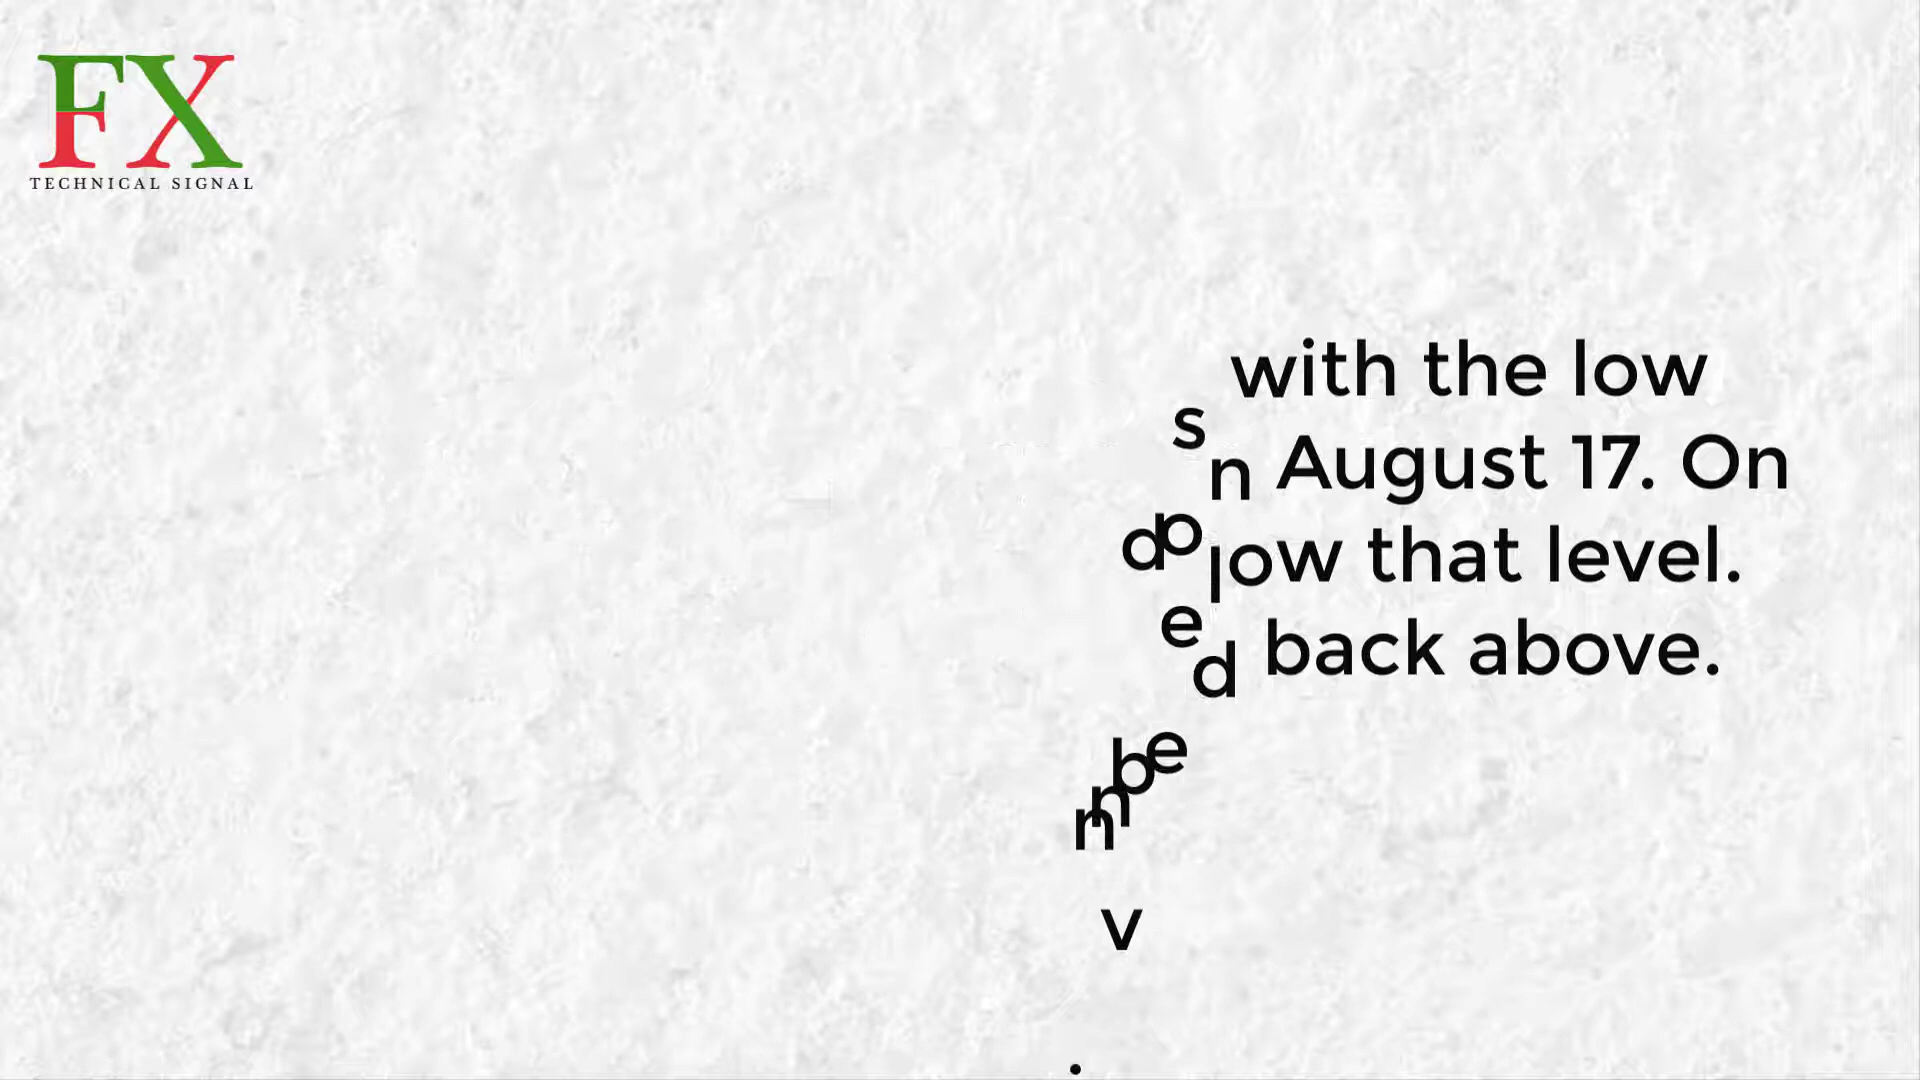 FX
TECHNICAL SIGNAL
with the low
August 17. On
low that level.
back above.